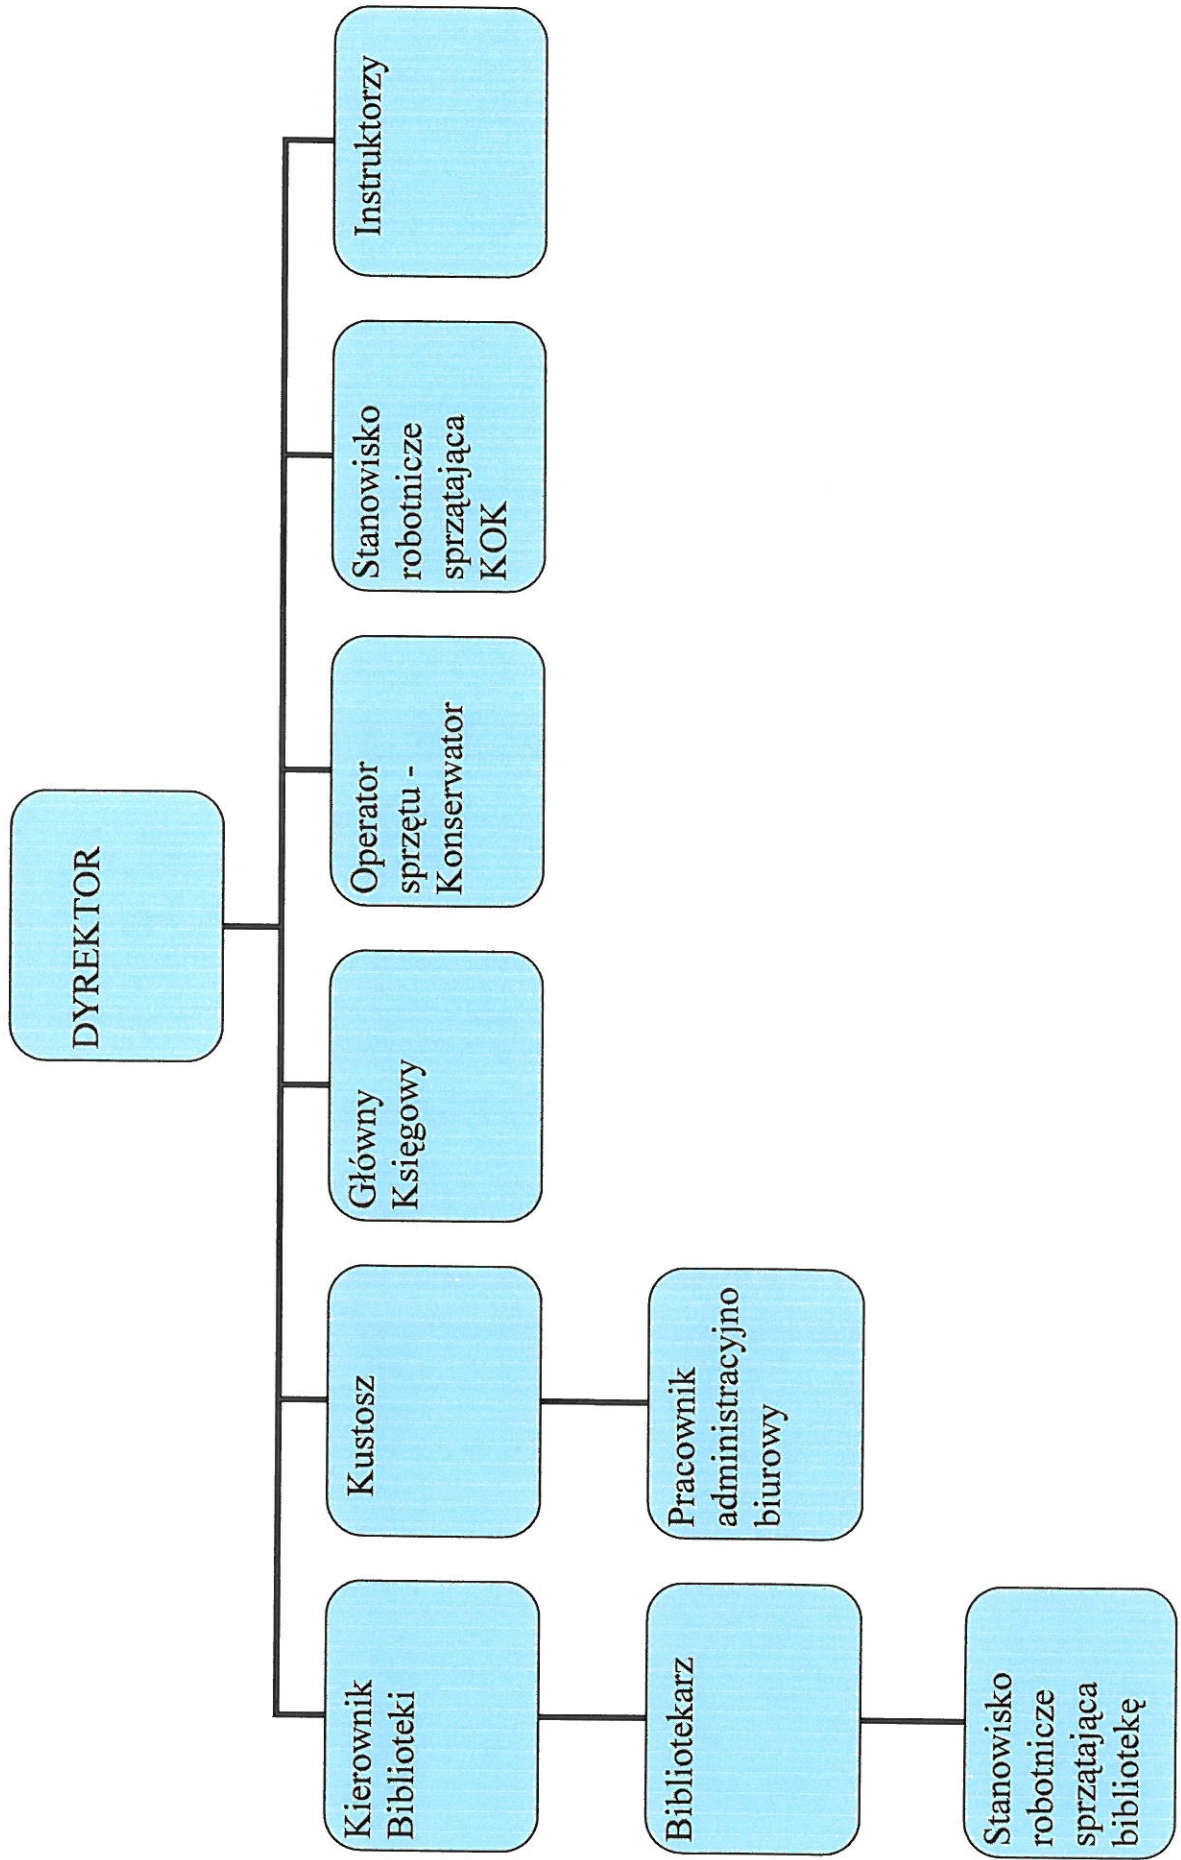 DYREKTOR
Kierownik
Biblioteki
Kustosz
Główny
Księgowy
Operator
sprzętu -
Konserwator
Stanowisko
robotnicze
sprzątająca
KOK
Instruktorzy
Bibliotekarz
Pracownik
administracyjno
biurowy
Stanowisko
robotnicze
sprzątająca
bibliotekę